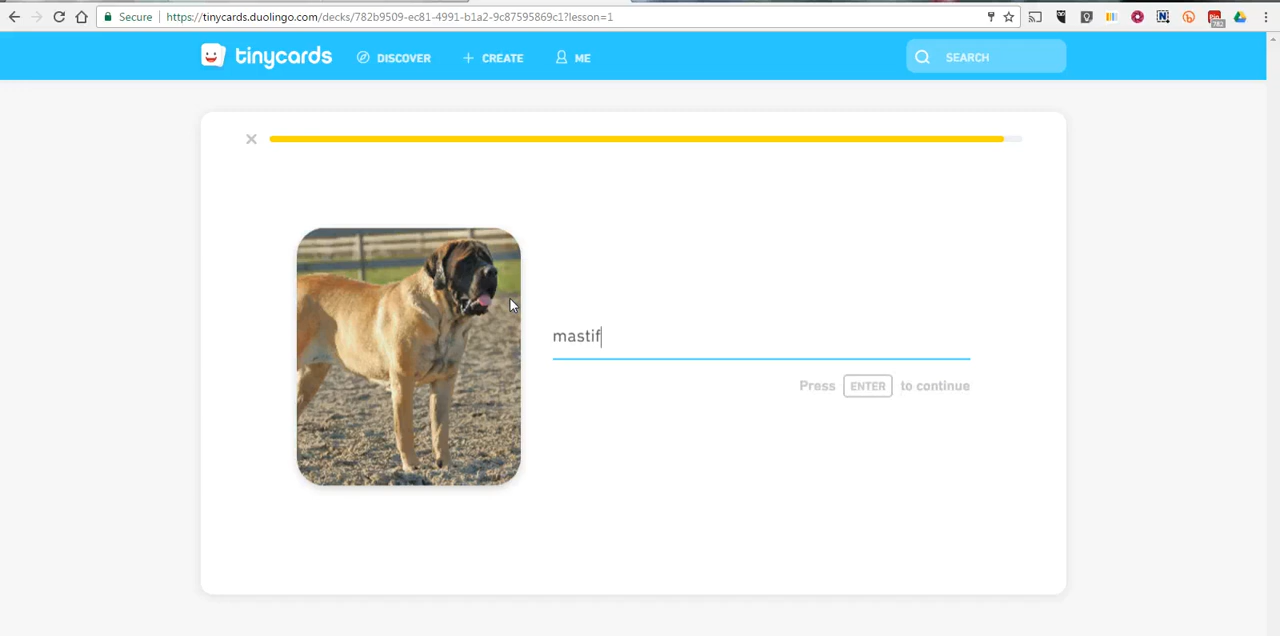 Secure https://tinycards.duolingo.com/decks/782b9509-ec81-4991-b1a2-9c87595869c1?lesson=1
782
tinycards DISCOVER + CREATE ME SEARCH
mastif
Press ENTER to continue